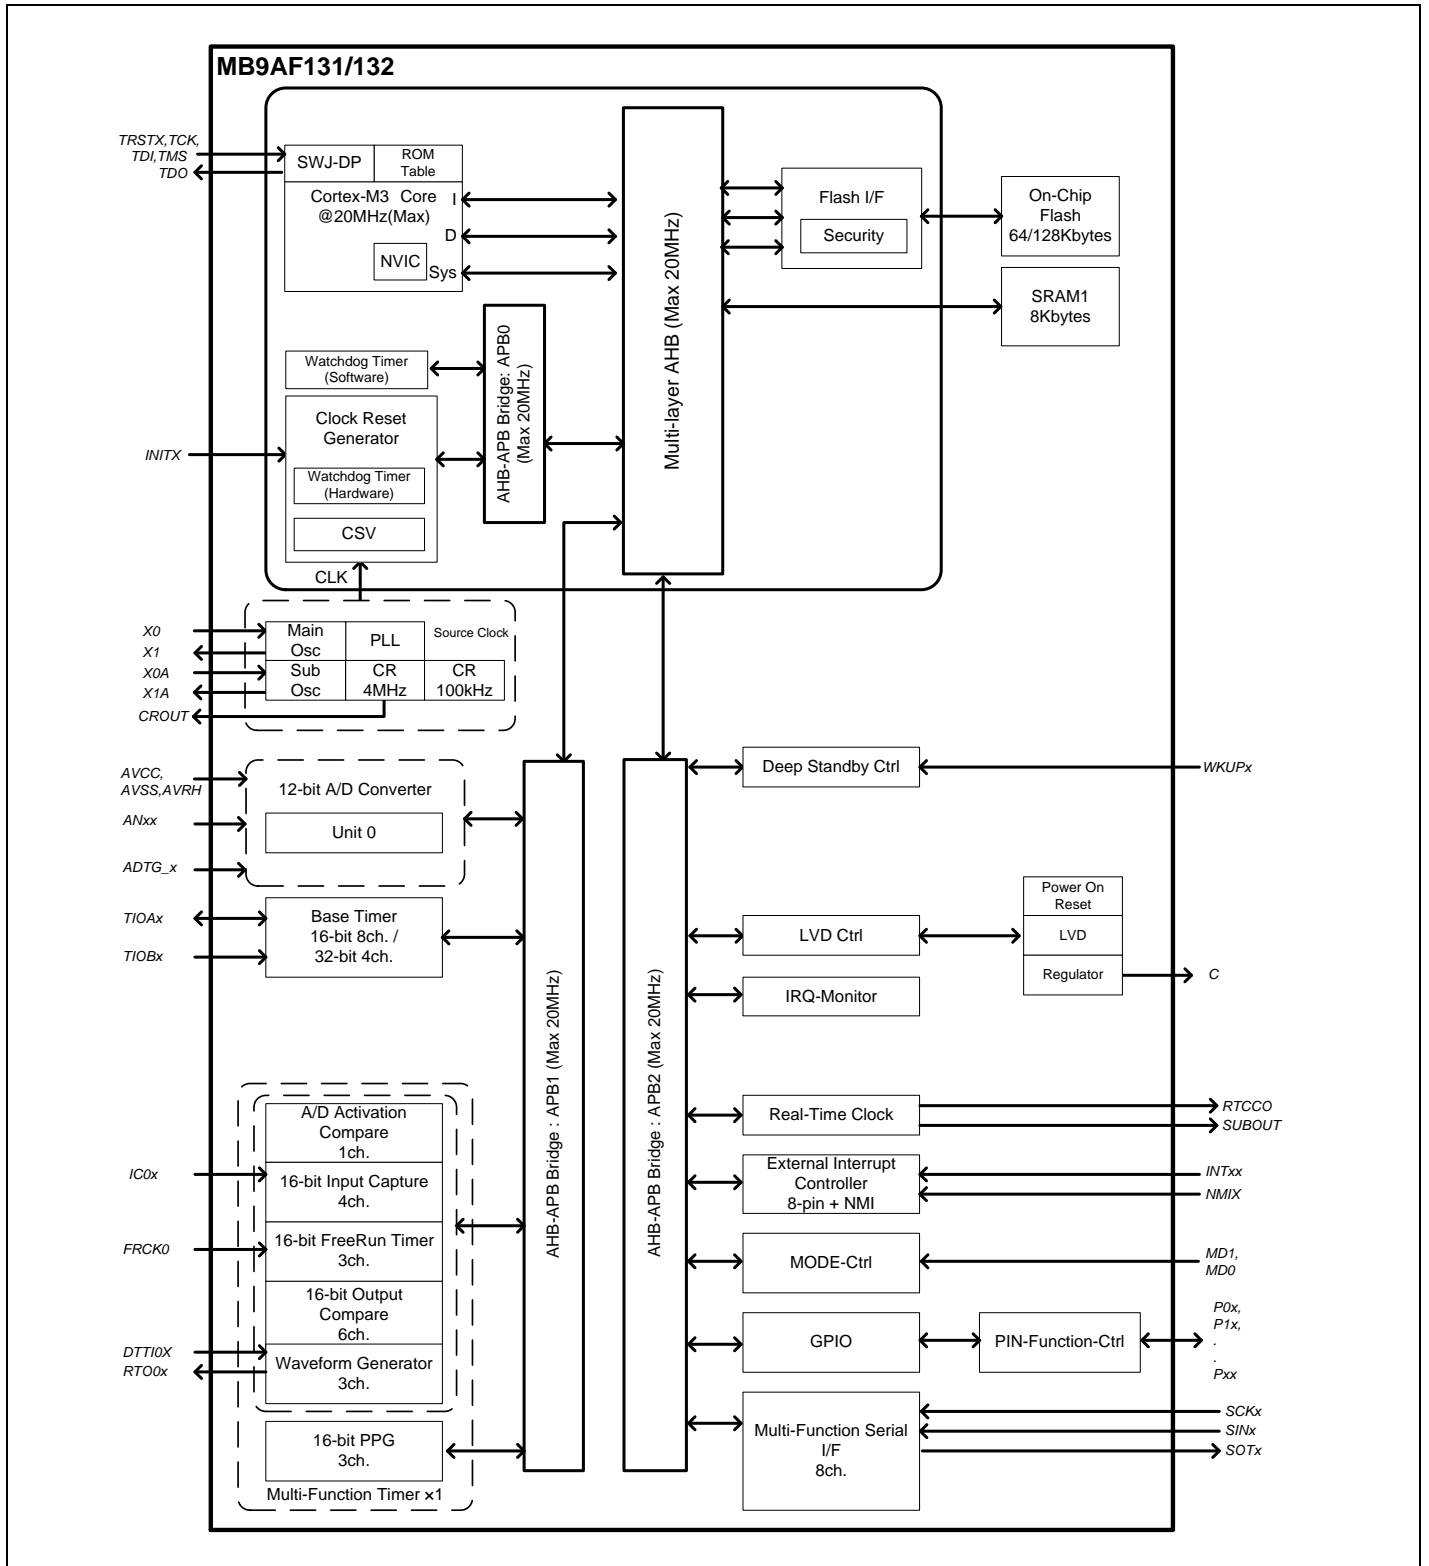 MB9AF131/132
TRSTX,TCK,
TDI,TMS
TDO
SWJ-DP
ROM
Table
Cortex-M3 Core
@20MHz(Max)
I
D
NVIC
Sys
Multi-layer AHB (Max 20MHz)
Flash I/F
Security
On-Chip
Flash
64/128Kbytes
SRAM1
8Kbytes
Watchdog Timer
(Software)
AHB-APB Bridge: APB0
(Max 20MHz)
INITX
Clock Reset
Generator
Watchdog Timer
(Hardware)
CSV
CLK
X0
X1
X0A
X1A
CROUT
Main
Osc
PLL
Source Clock
Sub
Osc
CR
4MHz
CR
100kHz
AVCC,
AVSS,AVRH
ANxx
ADTG_x
12-bit A/D Converter
Unit 0
TIOAx
TIOBx
Base Timer
16-bit 8ch. /
32-bit 4ch.
AHB-APB Bridge : APB1 (Max 20MHz)
AHB-APB Bridge : APB2 (Max 20MHz)
Deep Standby Ctrl
WKUPx
LVD Ctrl
Power On
Reset
LVD
Regulator
C
IRQ-Monitor
Real-Time Clock
RTCCO
SUBOUT
External Interrupt
Controller
8-pin + NMI
INTxx
NMIX
MODE-Ctrl
MD1,
MD0
GPIO
PIN-Function-Ctrl
P0x,
P1x,
.
.
Pxx
Multi-Function Serial
I/F
8ch.
SCKx
SINx
SOTx
IC0x
FRCK0
DTTI0X
RTO0x
A/D Activation
Compare
1ch.
16-bit Input Capture
4ch.
16-bit FreeRun Timer
3ch.
16-bit Output
Compare
6ch.
Waveform Generator
3ch.
16-bit PPG
3ch.
Multi-Function Timer ×1